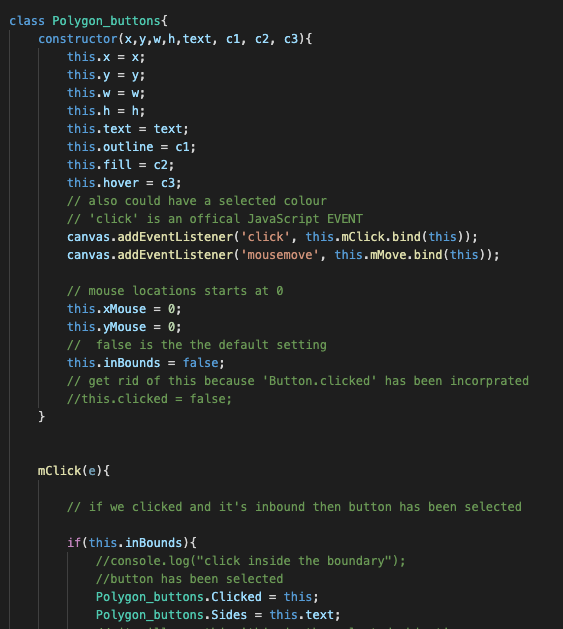 class Polygon_buttons{
constructor(x,y,w,h,text, c1, c2, c3){
this.x = x;
this.y = y;
this.w = w;
this.h = h;
this.text = text;
this.outline = c1;
this.fill = c2;
this.hover = c3;
// also could have a selected colour
// 'click' is an offical JavaScript EVENT
canvas.addEventListener('click', this.mClick.bind(this));
canvas.addEventListener('mousemove', this.mMove.bind(this));
// mouse locations starts at 0
this.xMouse = 0;
this.yMouse = 0;
//  false is the the default setting
this.inBounds = false;
// get rid of this because 'Button.clicked' has been incorprated
//this.clicked = false;
}
mClick(e){
// if we clicked and it's inbound then button has been selected
if(this.inBounds){
//console.log("click inside the boundary");
//button has been selected
Polygon_buttons.Clicked = this;
Polygon_buttons.Sides = this.text;